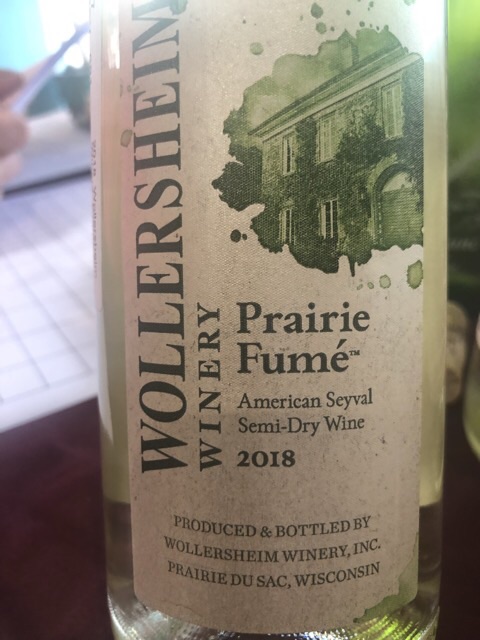 WOLLERSHEIM
WINERY
Prairie
Fumé™
American Seyval
Semi-Dry Wine
2018
PRODUCED & BOTTLED BY
WOLLERSHEIM WINERY, INC.
PRAIRIE DU SAC, WISCONSIN